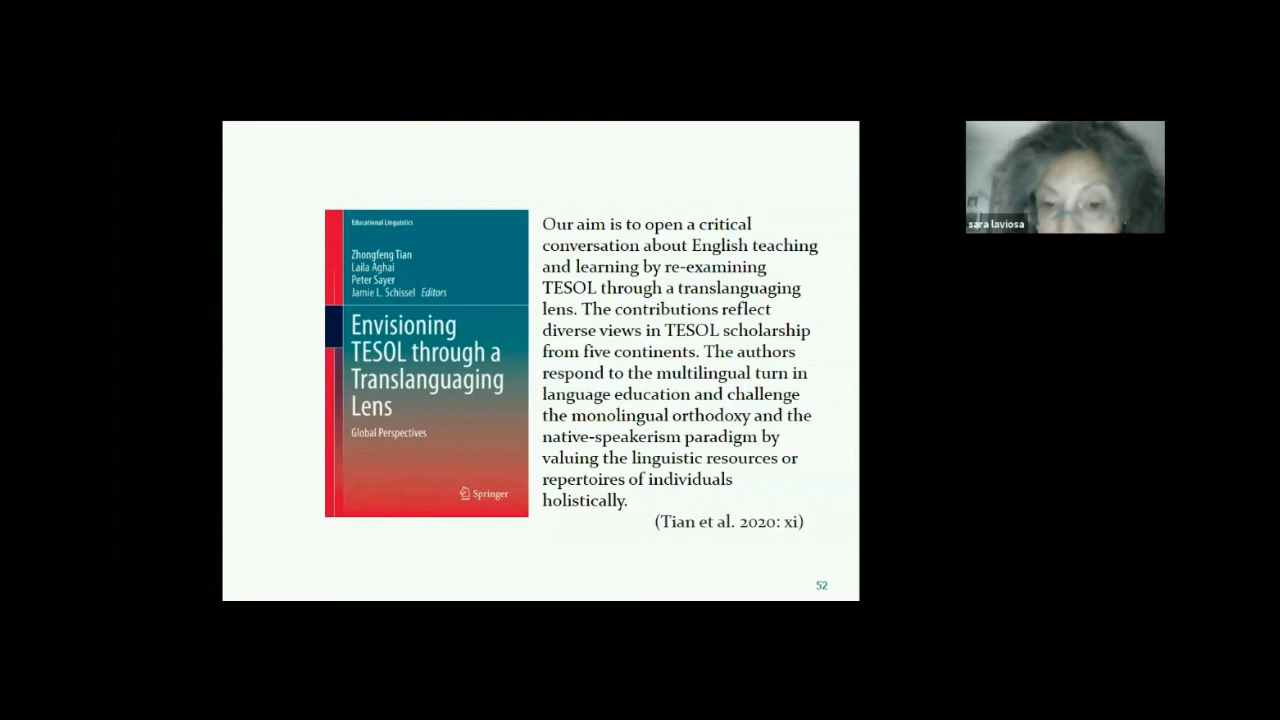 Educational Linguistics
Zhongfeng Tian
Laila Aghai
Peter Sayer
Jamie L. Schissel Editors
Envisioning
TESOL through a
Translanguaging
Lens
Global Perspectives
Springer
Our aim is to open a critical
conversation about English teaching
and learning by re-examining
TESOL through a translanguaging
lens. The contributions reflect
diverse views in TESOL scholarship
from five continents. The authors
respond to the multilingual turn in
language education and challenge
the monolingual orthodoxy and the
native-speakerism paradigm by
valuing the linguistic resources or
repertoires of individuals
holistically.
(Tian et al. 2020: xi)
52
sara laviosa